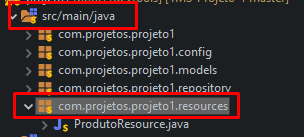 src/main/java
com.projetos.projeto1
com.projetos.projeto1.config
com.projetos.projeto1.models
com.projetos.projeto1.repository
com.projetos.projeto1.resources
ProdutoResource.java